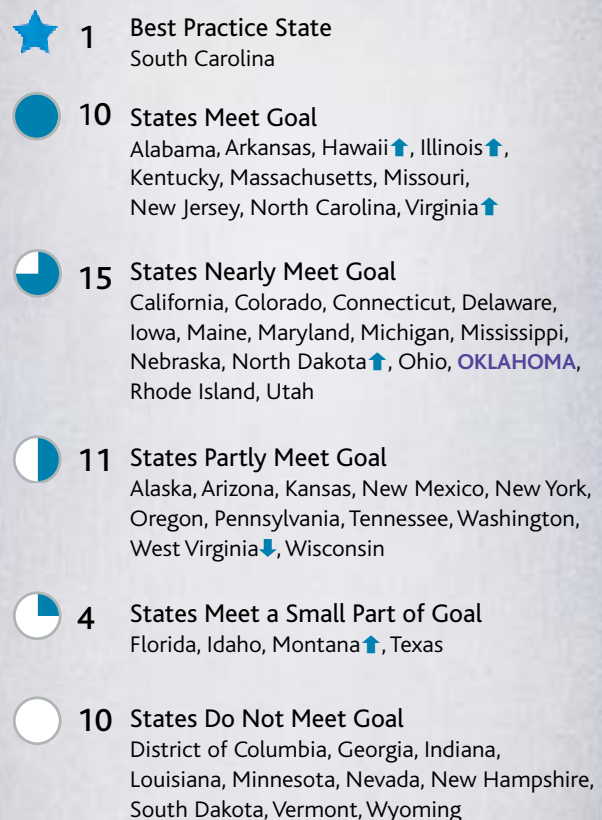 1 Best Practice State
South Carolina
10 States Meet Goal
Alabama, Arkansas, Hawaii⬆, Illinois⬆,
Kentucky, Massachusetts, Missouri,
New Jersey, North Carolina, Virginia⬆
15 States Nearly Meet Goal
California, Colorado, Connecticut, Delaware,
Iowa, Maine, Maryland, Michigan, Mississippi,
Nebraska, North Dakota⬆, Ohio, OKLAHOMA,
Rhode Island, Utah
11 States Partly Meet Goal
Alaska, Arizona, Kansas, New Mexico, New York,
Oregon, Pennsylvania, Tennessee, Washington,
West Virginia⬇, Wisconsin
4 States Meet a Small Part of Goal
Florida, Idaho, Montana⬆, Texas
10 States Do Not Meet Goal
District of Columbia, Georgia, Indiana,
Louisiana, Minnesota, Nevada, New Hampshire,
South Dakota, Vermont, Wyoming